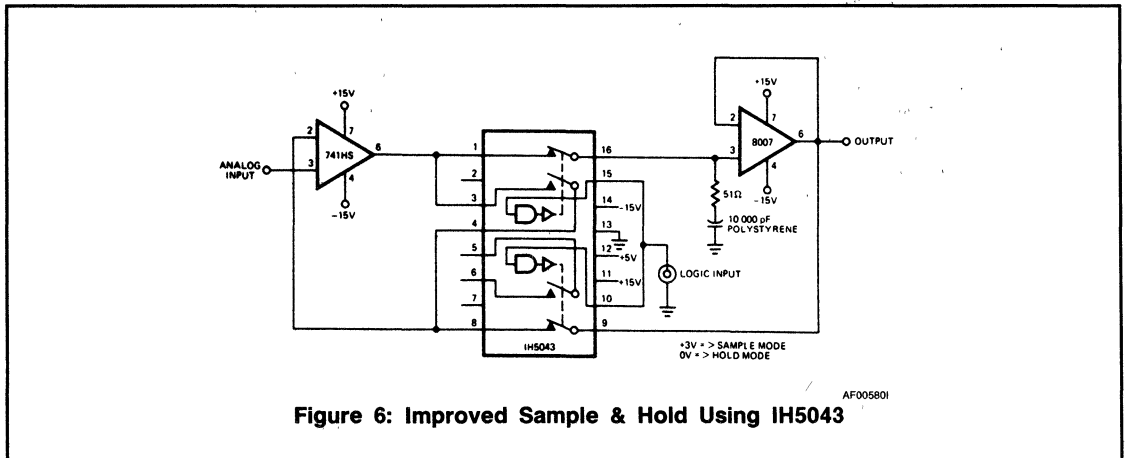 +15V
2
7
741HS
6
ANALOG
INPUT
3
4
-15V
1
2
3
4
5
6
7
8
16
15
14
-15V
13
12
+5V
11
+15V
10
9
IH5043
LOGIC INPUT
+3V = > SAMPLE MODE
0V = > HOLD MODE
+15V
2
7
8007
6
OUTPUT
3
4
-15V
51Ω
10 000 pF
POLYSTYRENE
AF00580I
Figure 6: Improved Sample & Hold Using IH5043